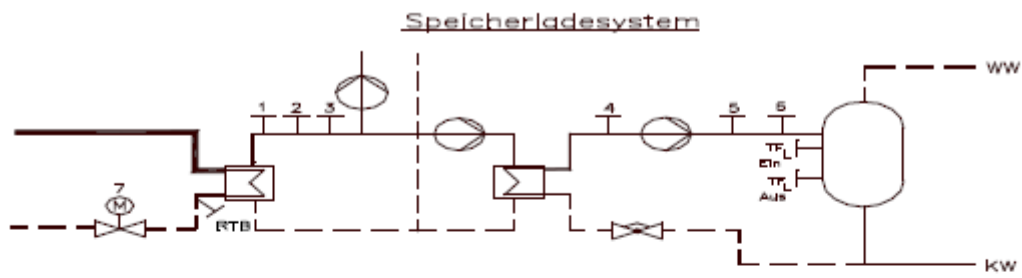 Speicherladesystem
WW
1 2 3 4 5 6
TF
Ein
TF
Aus
7
M
RTB
KW